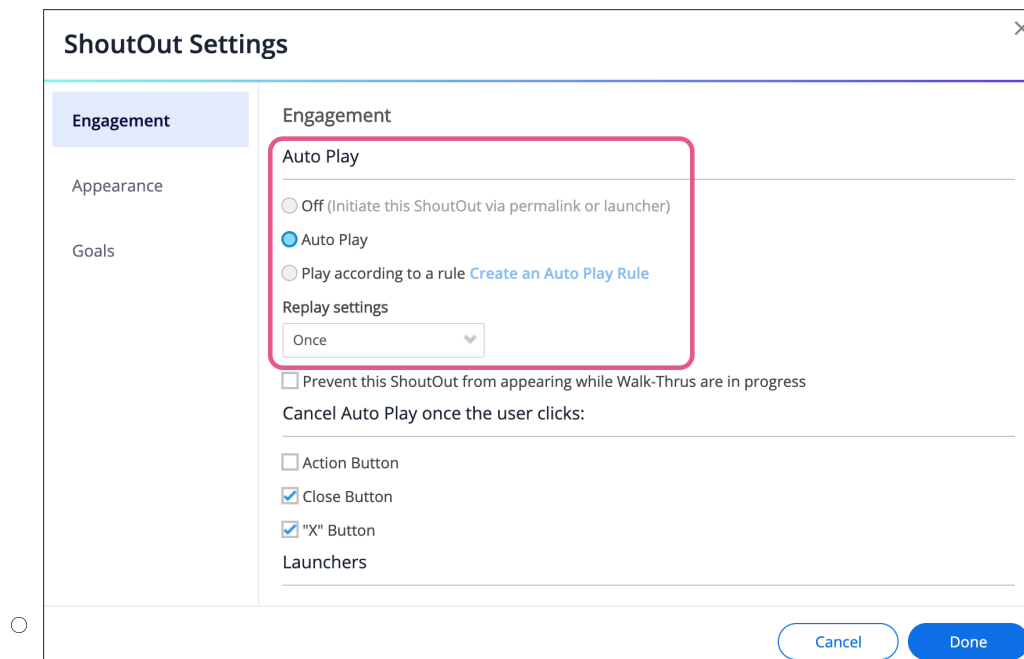 ShoutOut Settings
Engagement
Appearance
Goals
Engagement
Auto Play
Off (Initiate this ShoutOut via permalink or launcher)
Auto Play
Play according to a rule Create an Auto Play Rule
Replay settings
Once
Prevent this ShoutOut from appearing while Walk-Thrus are in progress
Cancel Auto Play once the user clicks:
Action Button
Close Button
"X" Button
Launchers
Cancel
Done